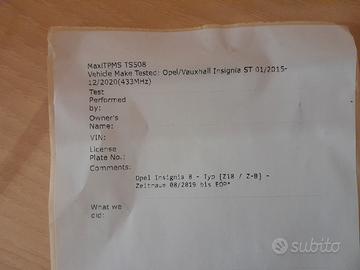 MaxiTPMS TS508
Vehicle Make Tested: Opel/Vauxhall Insignia ST 01/2015-
12/2020(433MHz)
Test
Performed
by:
Owner's
Name:
VIN:
License
Plate No.:
Comments:
Opel Insignia B - Typ [Z18 / Z-B] -
Zeitraum 08/2019 bis EOP*
What we
did:
subito